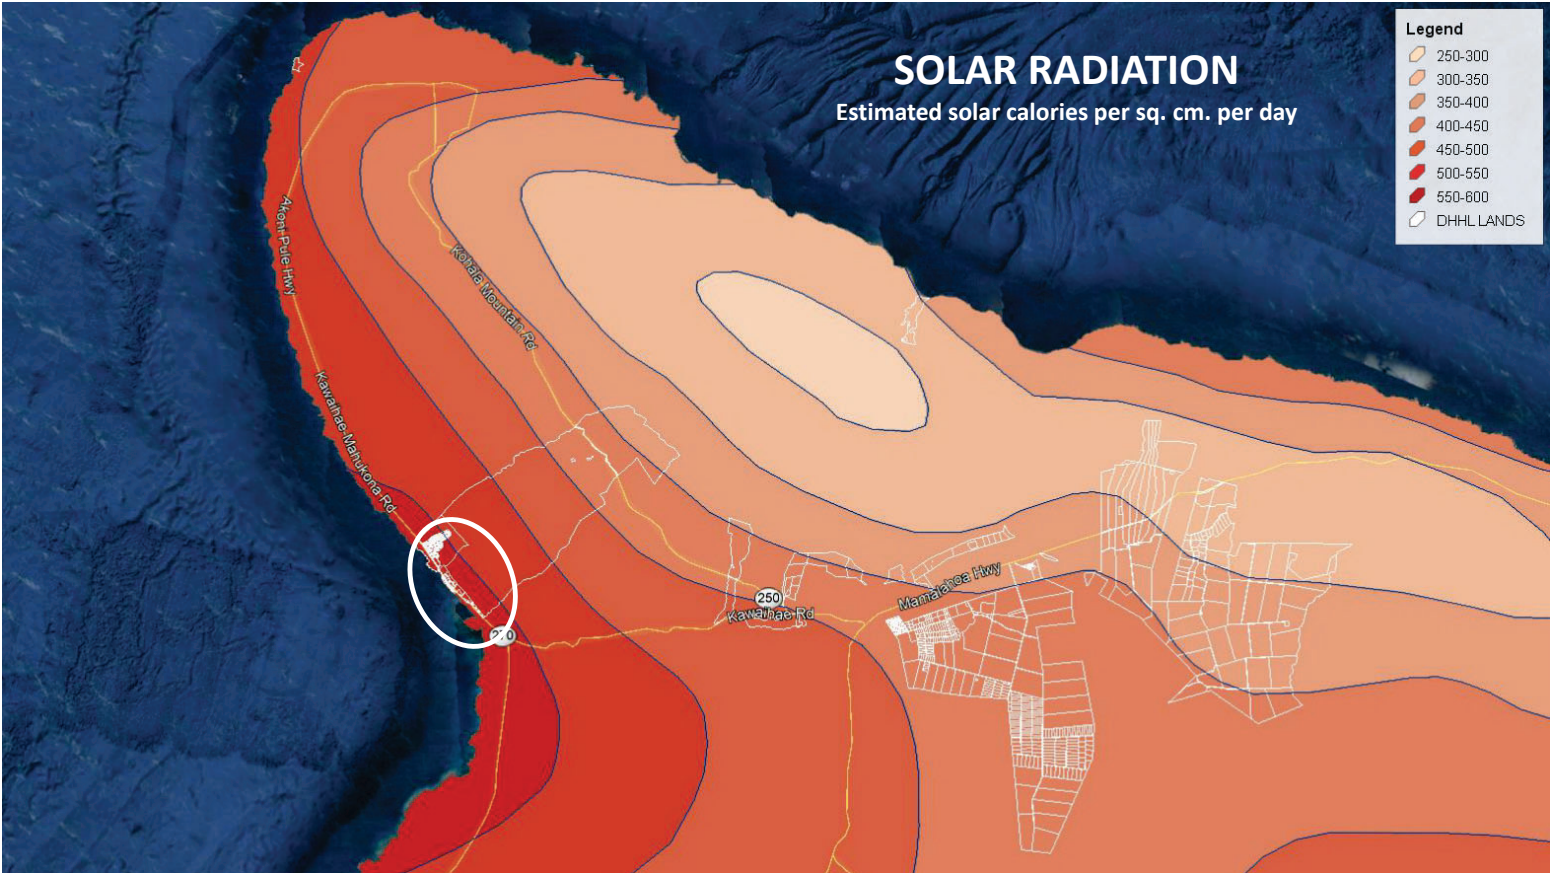 SOLAR RADIATION
Estimated solar calories per sq. cm. per day
Legend
250-300
300-350
350-400
400-450
450-500
500-550
550-600
DHHL LANDS
Akoni Pule Hwy
Kohala Mountain Rd
Kawaihae-Mahukona Rd
250
Kawaihae Rd
Mamalahoa Hwy
270